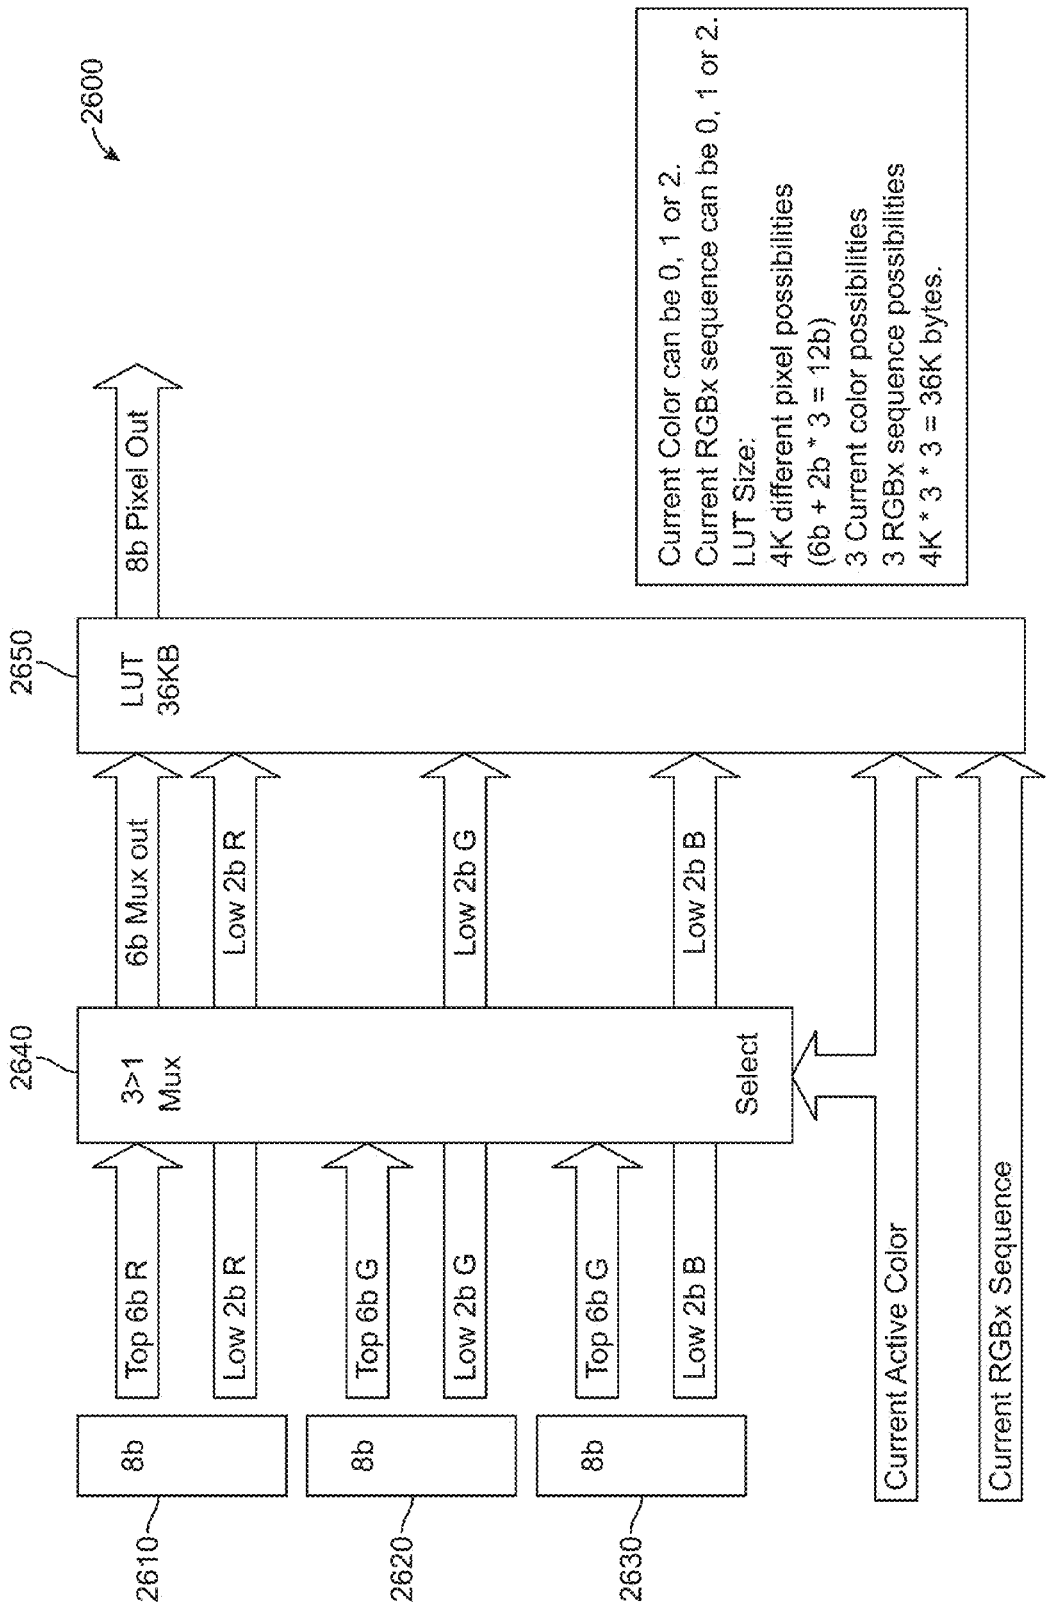 2600
2610
8b
Top 6b R
Low 2b R
2620
8b
Top 6b G
Low 2b G
2630
8b
Top 6b G
Low 2b B
2640
3>1
Mux
Select
6b Mux out
Low 2b R
Low 2b G
Low 2b B
2650
LUT
36KB
8b Pixel Out
Current Active Color
Current RGBx Sequence
Current Color can be 0, 1 or 2.
Current RGBx sequence can be 0, 1 or 2.
LUT Size:
4K different pixel possibilities
(6b + 2b * 3 = 12b)
3 Current color possibilities
3 RGBx sequence possibilities
4K * 3 * 3 = 36K bytes.